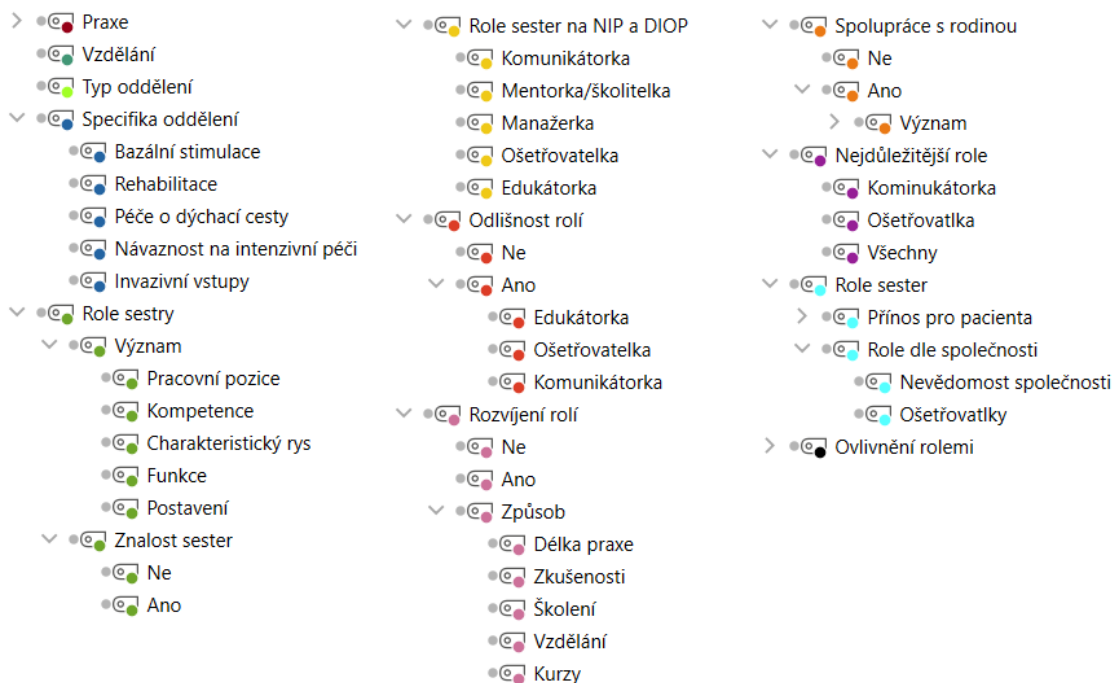 Praxe
Vzdělání
Typ oddělení
Specifika oddělení
Bazální stimulace
Rehabilitace
Péče o dýchací cesty
Návaznost na intenzivní péči
Invazivní vstupy
Role sestry
Význam
Pracovní pozice
Kompetence
Charakteristický rys
Funkce
Postavení
Znalost sester
Ne
Ano
Role sester na NIP a DIOP
Komunikátorka
Mentorka/školitelka
Manažerka
Ošetřovatelka
Edukátorka
Odlišnost rolí
Ne
Ano
Edukátorka
Ošetřovatelka
Komunikátorka
Rozvíjení rolí
Ne
Ano
Způsob
Délka praxe
Zkušenosti
Školení
Vzdělání
Kurzy
Spolupráce s rodinou
Ne
Ano
Význam
Nejdůležitější role
Kominukátorka
Ošetřovatlka
Všechny
Role sester
Přínos pro pacienta
Role dle společnosti
Nevědomost společnosti
Ošetřovatlky
Ovlivnění rolemi